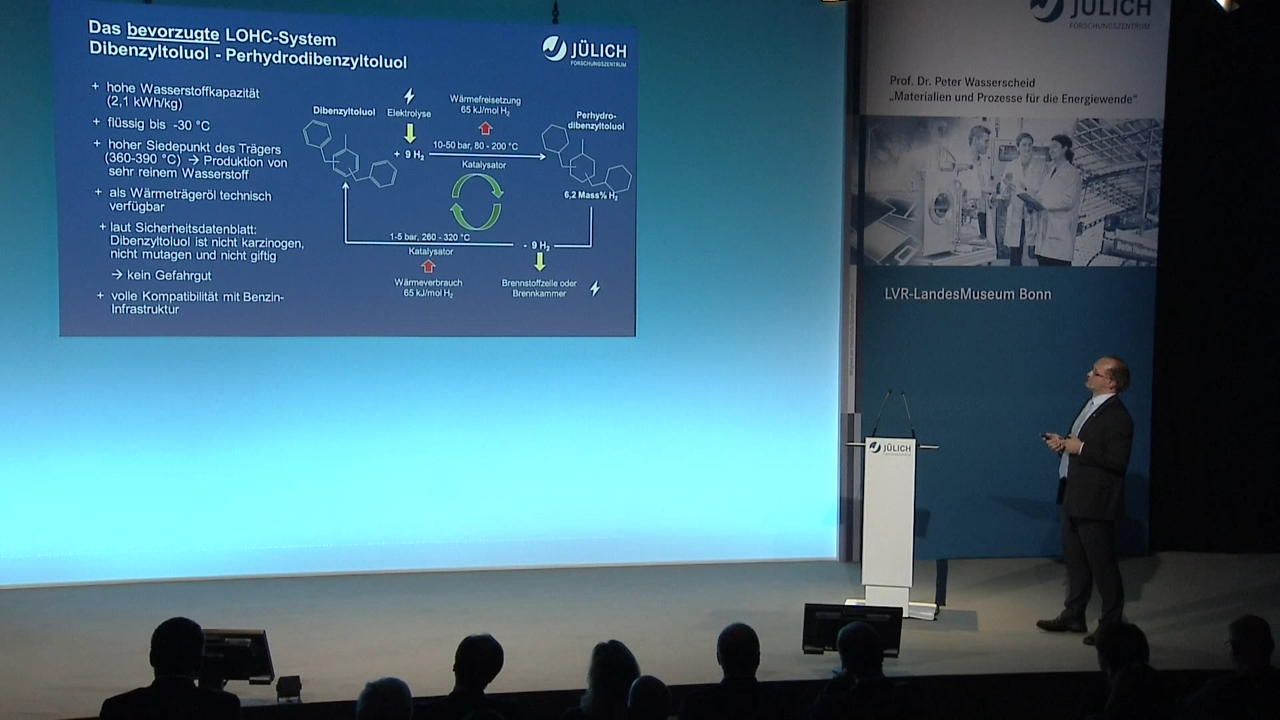 Das bevorzugte LOHC-System
Dibenzyltoluol - Perhydrodibenzyltoluol
JÜLICH
FORSCHUNGSZENTRUM
+ hohe Wasserstoffkapazität
(2,1 kWh/kg)
+ flüssig bis -30 °C
+ hoher Siedepunkt des Trägers
(360-390 °C) → Produktion von
sehr reinem Wasserstoff
+ als Wärmeträgeröl technisch
verfügbar
+ laut Sicherheitsdatenblatt:
Dibenzyltoluol ist nicht karzinogen,
nicht mutagen und nicht giftig
→ kein Gefahrgut
+ volle Kompatibilität mit Benzin-
Infrastruktur
Dibenzyltoluol
Elektrolyse
Wärmefreisetzung
65 kJ/mol H₂
Perhydro-
dibenzyltoluol
+ 9 H₂
10-50 bar, 80 - 200 °C
Katalysator
6,2 Mass% H₂
1-5 bar, 260 - 320 °C
Katalysator
- 9 H₂
Wärmeverbrauch
65 kJ/mol H₂
Brennstoffzelle oder
Brennkammer
JÜLICH
FORSCHUNGSZENTRUM
Prof. Dr. Peter Wasserscheid
„Materialien und Prozesse für die Energiewende“
LVR-LandesMuseum Bonn
JÜLICH